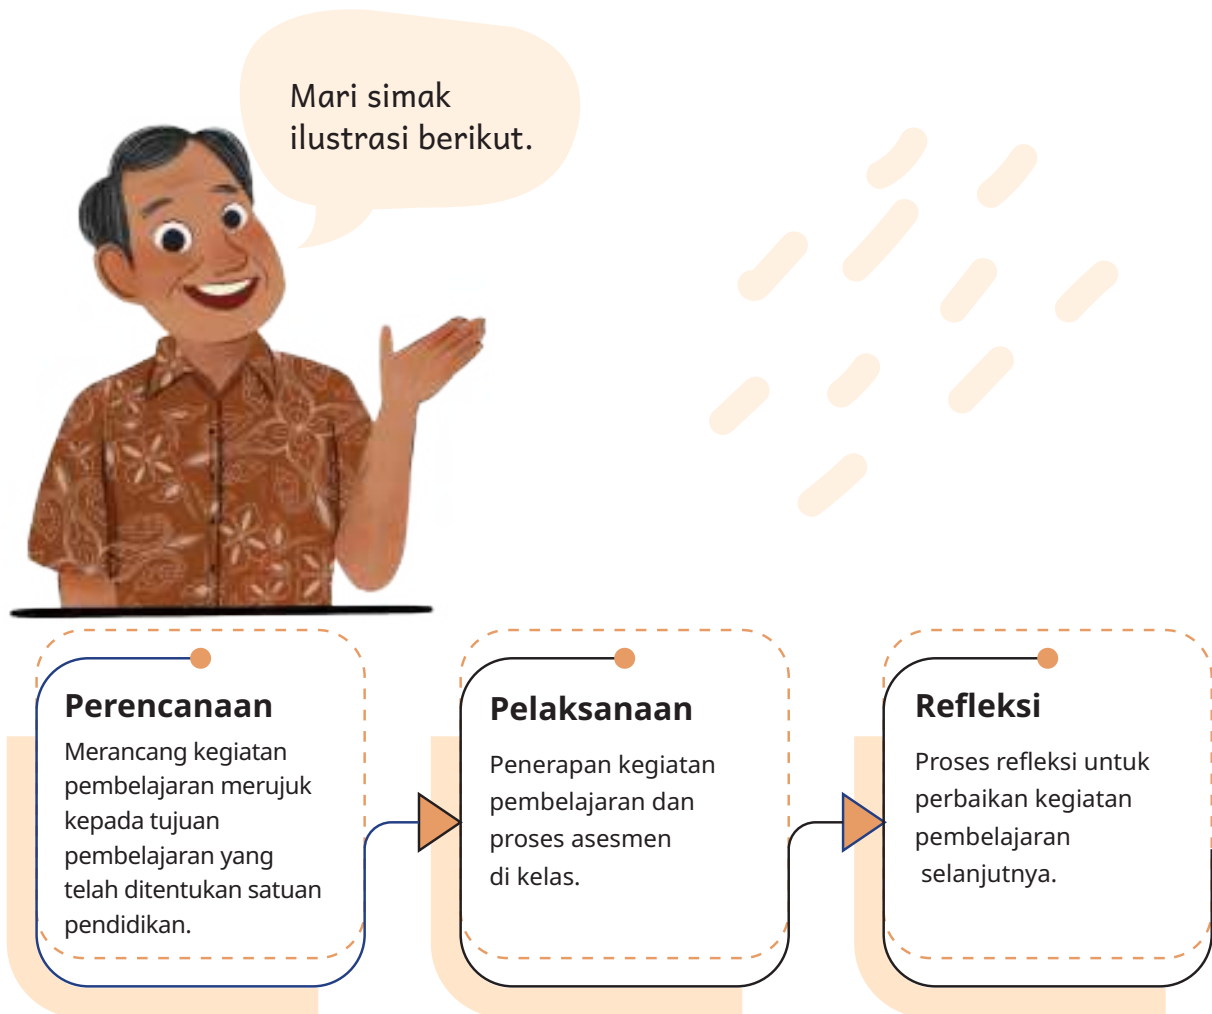 Mari simak
ilustrasi berikut.
Perencanaan
Merancang kegiatan
pembelajaran merujuk
kepada tujuan
pembelajaran yang
telah ditentukan satuan
pendidikan.
Pelaksanaan
Penerapan kegiatan
pembelajaran dan
proses asesmen
di kelas.
Refleksi
Proses refleksi untuk
perbaikan kegiatan
pembelajaran
selanjutnya.